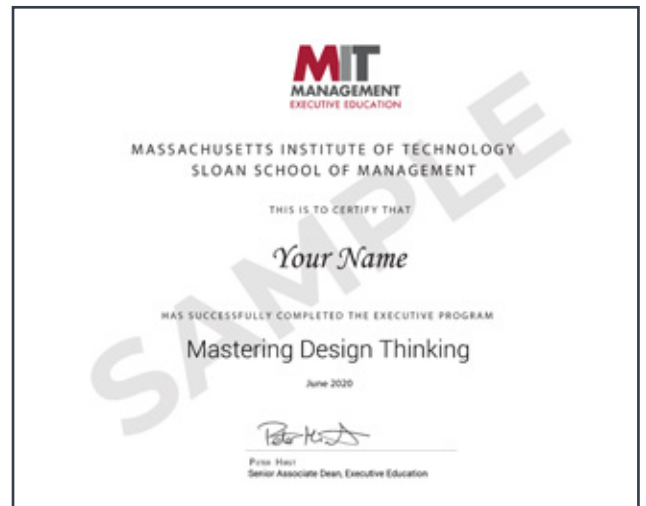 MIT
MANAGEMENT
EXECUTIVE EDUCATION
MASSACHUSETTS INSTITUTE OF TECHNOLOGY
SLOAN SCHOOL OF MANAGEMENT
THIS IS TO CERTIFY THAT
Your Name
HAS SUCCESSFULLY COMPLETED THE EXECUTIVE PROGRAM
Mastering Design Thinking
June 2020
PETER HIRST
Senior Associate Dean, Executive Education
SAMPLE